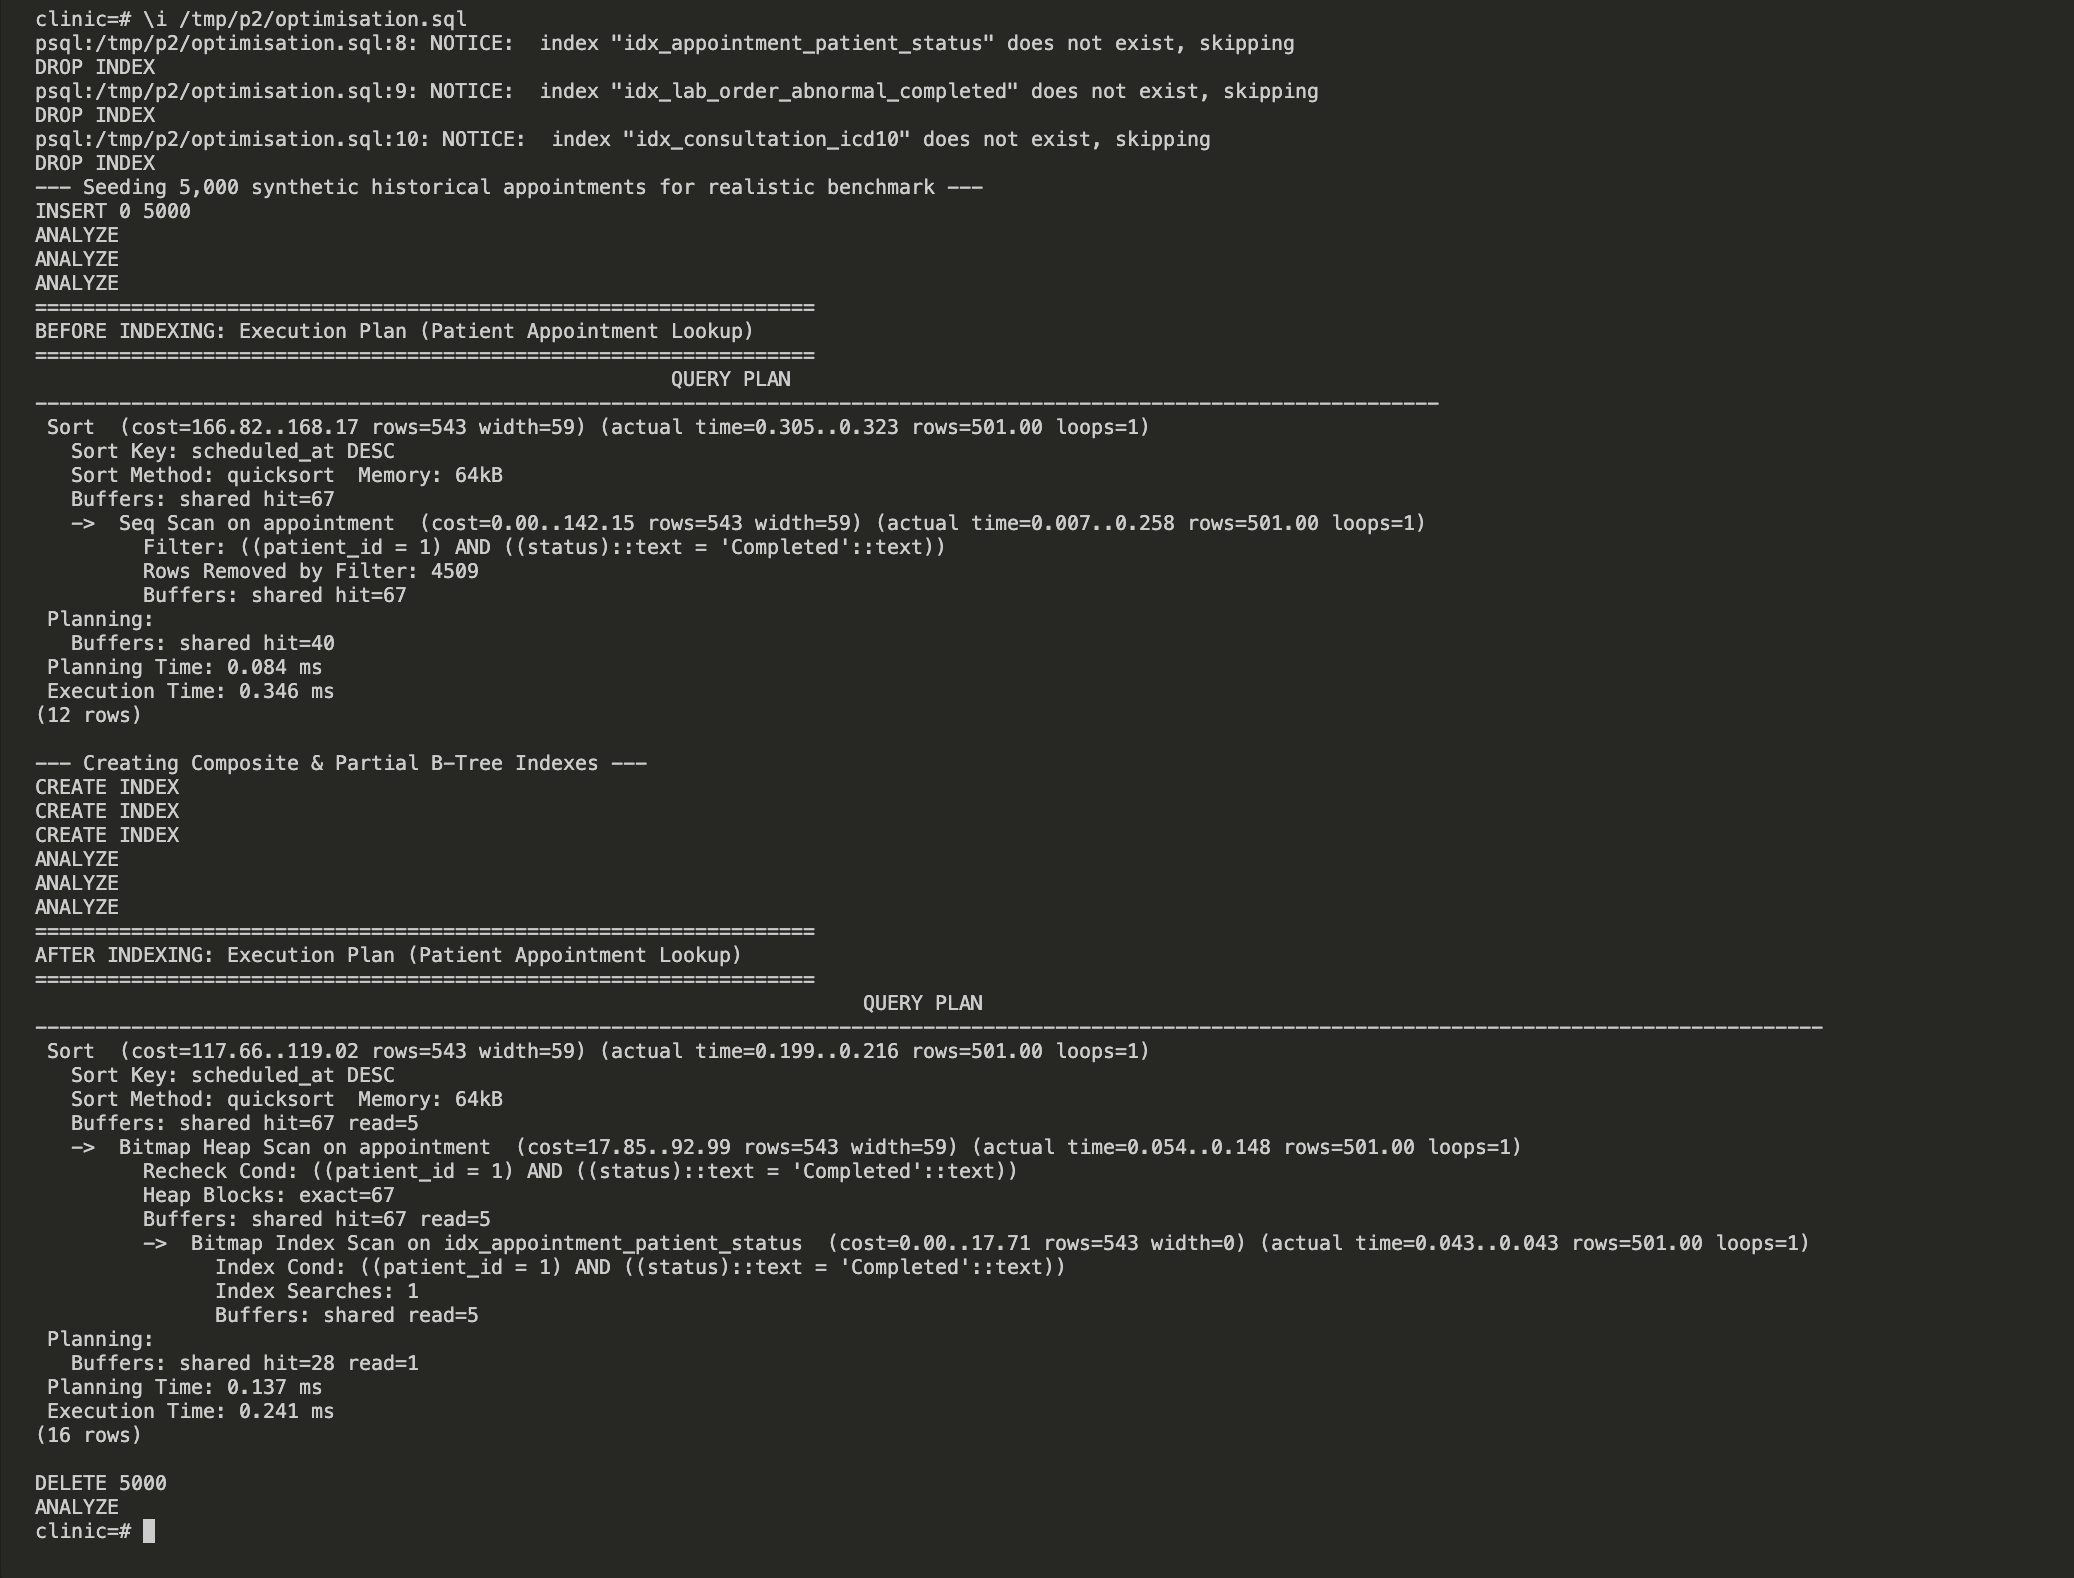 clinic=# \i /tmp/p2/optimisation.sql
psql:/tmp/p2/optimisation.sql:8: NOTICE:  index "idx_appointment_patient_status" does not exist, skipping
DROP INDEX
psql:/tmp/p2/optimisation.sql:9: NOTICE:  index "idx_lab_order_abnormal_completed" does not exist, skipping
DROP INDEX
psql:/tmp/p2/optimisation.sql:10: NOTICE:  index "idx_consultation_icd10" does not exist, skipping
DROP INDEX
--- Seeding 5,000 synthetic historical appointments for realistic benchmark ---
INSERT 0 5000
ANALYZE
ANALYZE
ANALYZE
=================================================================
BEFORE INDEXING: Execution Plan (Patient Appointment Lookup)
=================================================================
                                                     QUERY PLAN
---------------------------------------------------------------------------------------------------------------------
 Sort  (cost=166.82..168.17 rows=543 width=59) (actual time=0.305..0.323 rows=501.00 loops=1)
   Sort Key: scheduled_at DESC
   Sort Method: quicksort  Memory: 64kB
   Buffers: shared hit=67
   ->  Seq Scan on appointment  (cost=0.00..142.15 rows=543 width=59) (actual time=0.007..0.258 rows=501.00 loops=1)
         Filter: ((patient_id = 1) AND ((status)::text = 'Completed'::text))
         Rows Removed by Filter: 4509
         Buffers: shared hit=67
 Planning:
   Buffers: shared hit=40
 Planning Time: 0.084 ms
 Execution Time: 0.346 ms
(12 rows)

--- Creating Composite & Partial B-Tree Indexes ---
CREATE INDEX
CREATE INDEX
CREATE INDEX
ANALYZE
ANALYZE
ANALYZE
=================================================================
AFTER INDEXING: Execution Plan (Patient Appointment Lookup)
=================================================================
                                                                     QUERY PLAN
-----------------------------------------------------------------------------------------------------------------------------------------------------
 Sort  (cost=117.66..119.02 rows=543 width=59) (actual time=0.199..0.216 rows=501.00 loops=1)
   Sort Key: scheduled_at DESC
   Sort Method: quicksort  Memory: 64kB
   Buffers: shared hit=67 read=5
   ->  Bitmap Heap Scan on appointment  (cost=17.85..92.99 rows=543 width=59) (actual time=0.054..0.148 rows=501.00 loops=1)
         Recheck Cond: ((patient_id = 1) AND ((status)::text = 'Completed'::text))
         Heap Blocks: exact=67
         Buffers: shared hit=67 read=5
         ->  Bitmap Index Scan on idx_appointment_patient_status  (cost=0.00..17.71 rows=543 width=0) (actual time=0.043..0.043 rows=501.00 loops=1)
               Index Cond: ((patient_id = 1) AND ((status)::text = 'Completed'::text))
               Index Searches: 1
               Buffers: shared read=5
 Planning:
   Buffers: shared hit=28 read=1
 Planning Time: 0.137 ms
 Execution Time: 0.241 ms
(16 rows)

DELETE 5000
ANALYZE
clinic=#